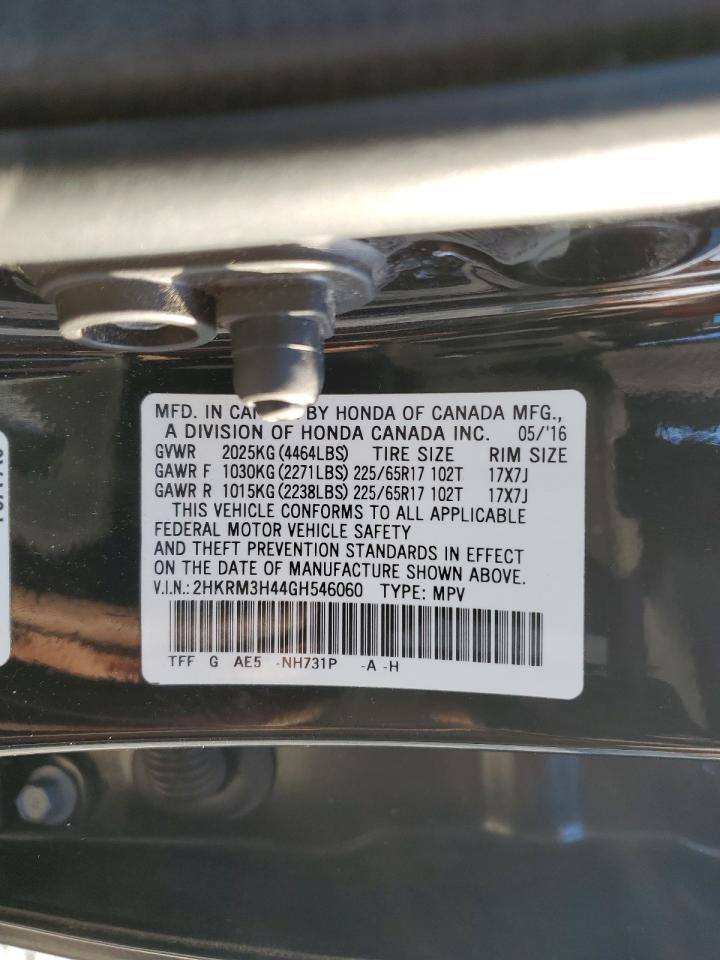 MFD. IN BY HONDA OF CANADA MFG.,
A DIVISION OF HONDA CANADA INC. 05/'16
GVWR 2025KG (4464LBS) TIRE SIZE RIM SIZE
GAWR F 1030KG (2271LBS) 225/65R17 102T 17X7J
GAWR R 1015KG (2238LBS) 225/65R17 102T 17X7J
THIS VEHICLE CONFORMS TO ALL APPLICABLE
FEDERAL MOTOR VEHICLE SAFETY
AND THEFT PREVENTION STANDARDS IN EFFECT
ON THE DATE OF MANUFACTURE SHOWN ABOVE.
V.I.N.: 2HKRM3H44GH546060 TYPE: MPV
TFF G AE5 -NH731P -A -H